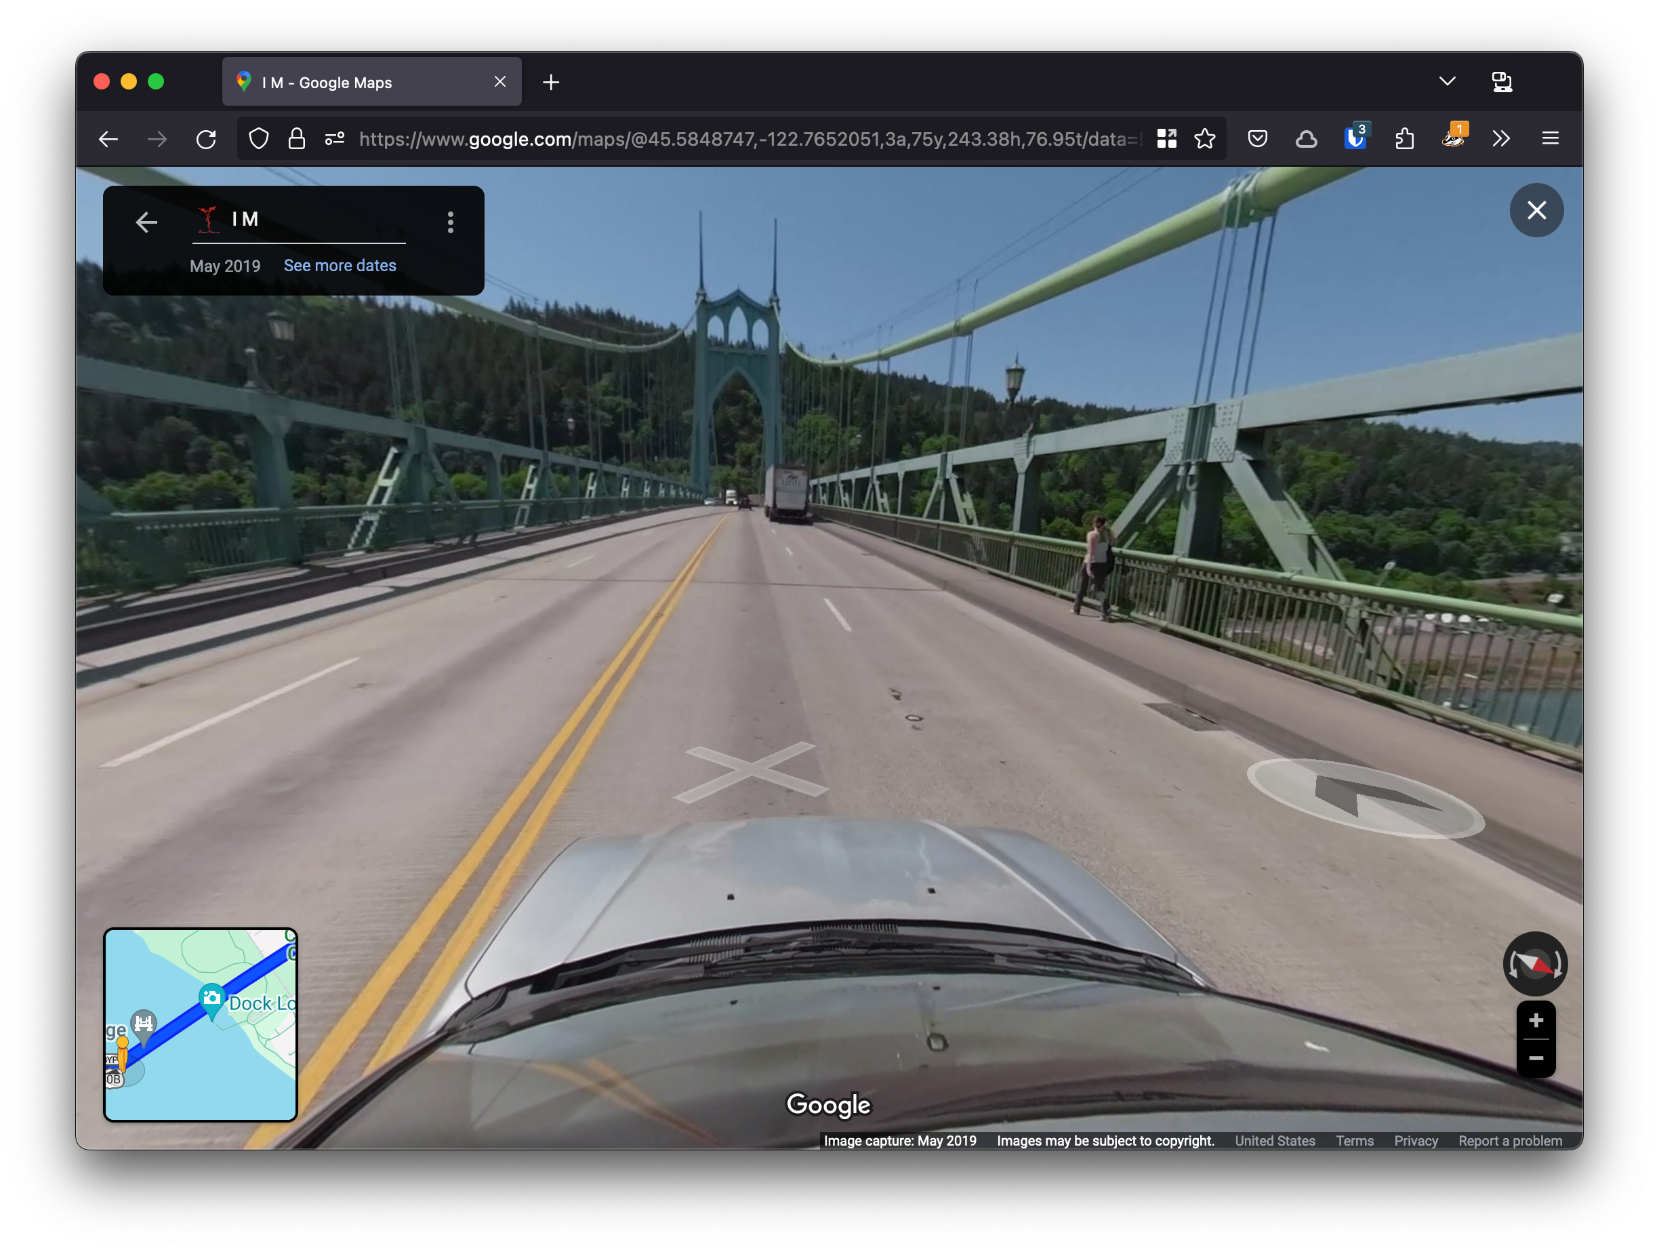 I M - Google Maps
https://www.google.com/maps/@45.5848747,-122.7652051,3a,75y,243.38h,76.95t/data=
3
1
I M
May 2019 See more dates
Dock Lo
ge
0B
Google
Image capture: May 2019 Images may be subject to copyright. United States Terms Privacy Report a problem